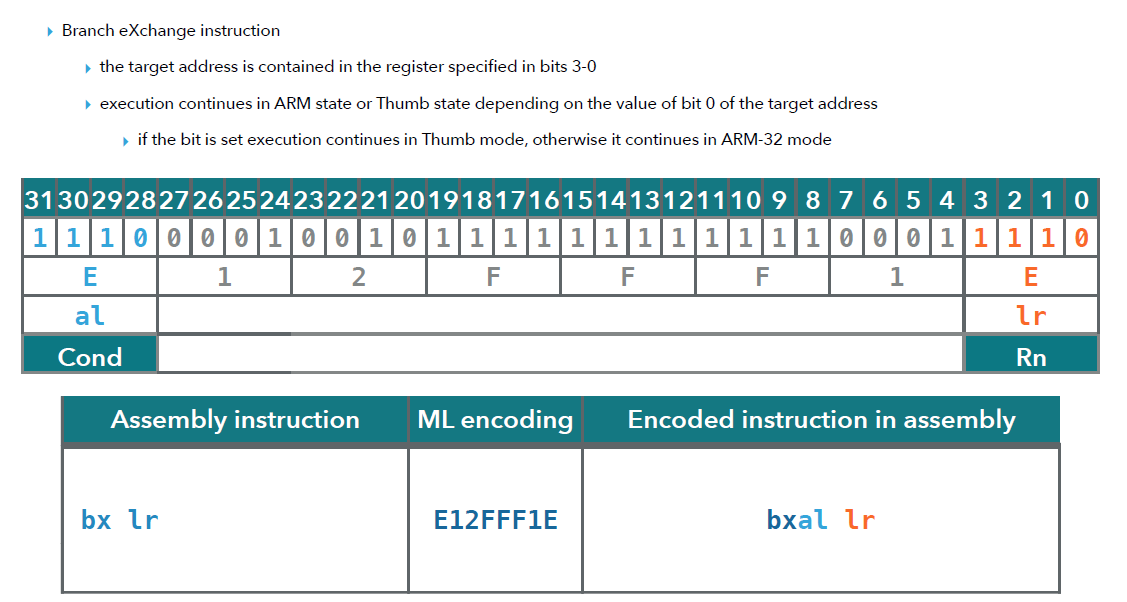 Branch eXchange instruction
the target address is contained in the register specified in bits 3-0
execution continues in ARM state or Thumb state depending on the value of bit 0 of the target address
if the bit is set execution continues in Thumb mode, otherwise it continues in ARM-32 mode
31 30 29 28 27 26 25 24 23 22 21 20 19 18 17 16 15 14 13 12 11 10 9 8 7 6 5 4 3 2 1 0
1 1 1 0 0 0 0 1 0 0 1 0 1 1 1 1 1 1 1 1 1 1 1 1 0 0 0 1 1 1 1 0
E 1 2 F F F 1 E
al lr
Cond Rn
Assembly instruction ML encoding Encoded instruction in assembly
bx lr E12FFF1E bxal lr